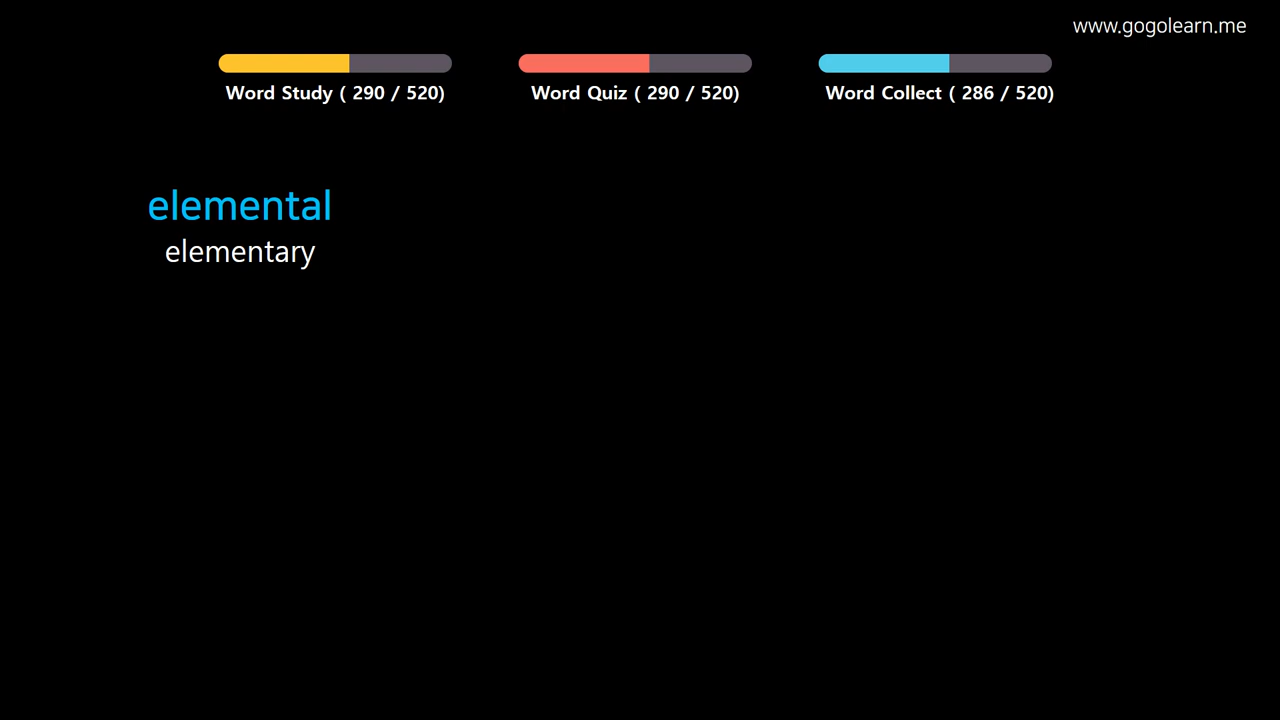 www.gogolearn.me
Word Study ( 290 / 520)
Word Quiz ( 290 / 520)
Word Collect ( 286 / 520)
elemental
elementary